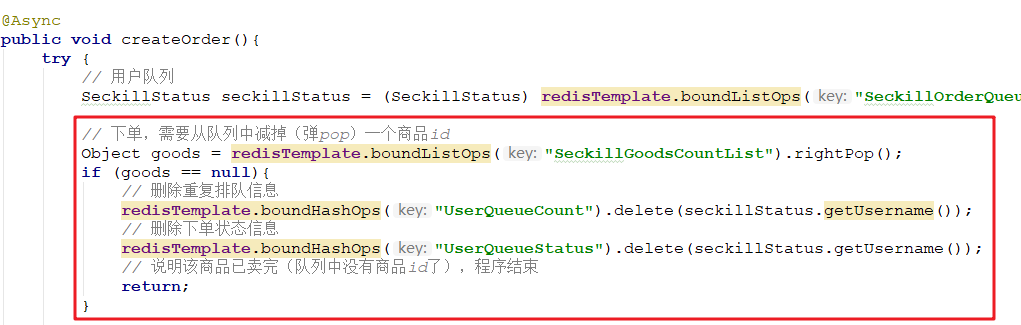 @Async
public void createOrder(){
try {
// 用户队列
SeckillStatus seckillStatus = (SeckillStatus) redisTemplate.boundListOps( key: "SeckillOrderQueu
// 下单，需要从队列中减掉（弹pop）一个商品id
Object goods = redisTemplate.boundListOps( key: "SeckillGoodsCountList").rightPop();
if (goods == null){
// 删除重复排队信息
redisTemplate.boundHashOps( key: "UserQueueCount").delete(seckillStatus.getUsername());
// 删除下单状态信息
redisTemplate.boundHashOps( key: "UserQueueStatus").delete(seckillStatus.getUsername());
// 说明该商品已卖完（队列中没有商品id了），程序结束
return;
}